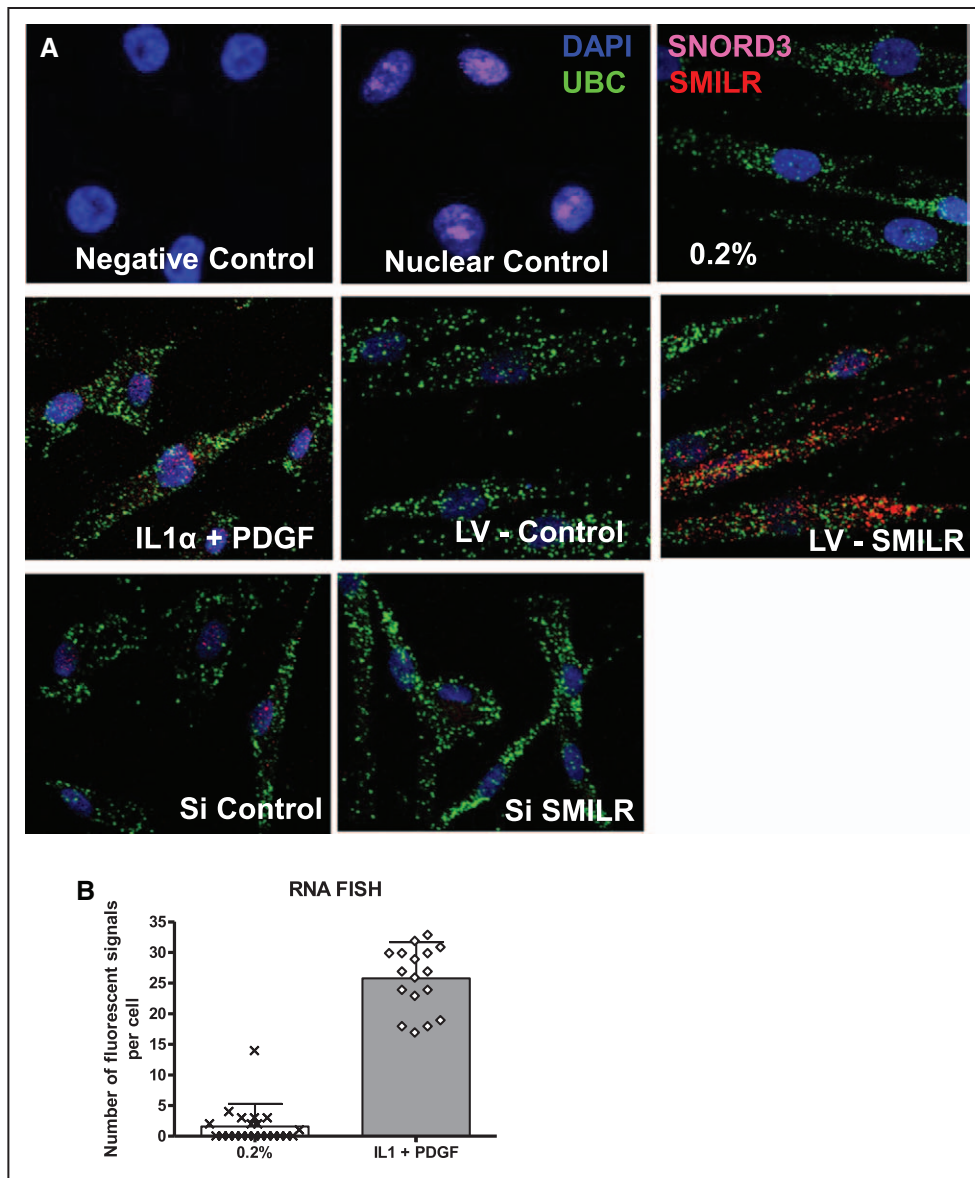 A
DAPI
UBC
SNORD3
SMILR
Negative Control
Nuclear Control
0.2%
IL1α + PDGF
LV - Control
LV - SMILR
Si Control
Si SMILR
B
RNA FISH
Number of fluorescent signals
per cell
35
30
25
20
15
10
5
0
0.2%
IL1 + PDGF